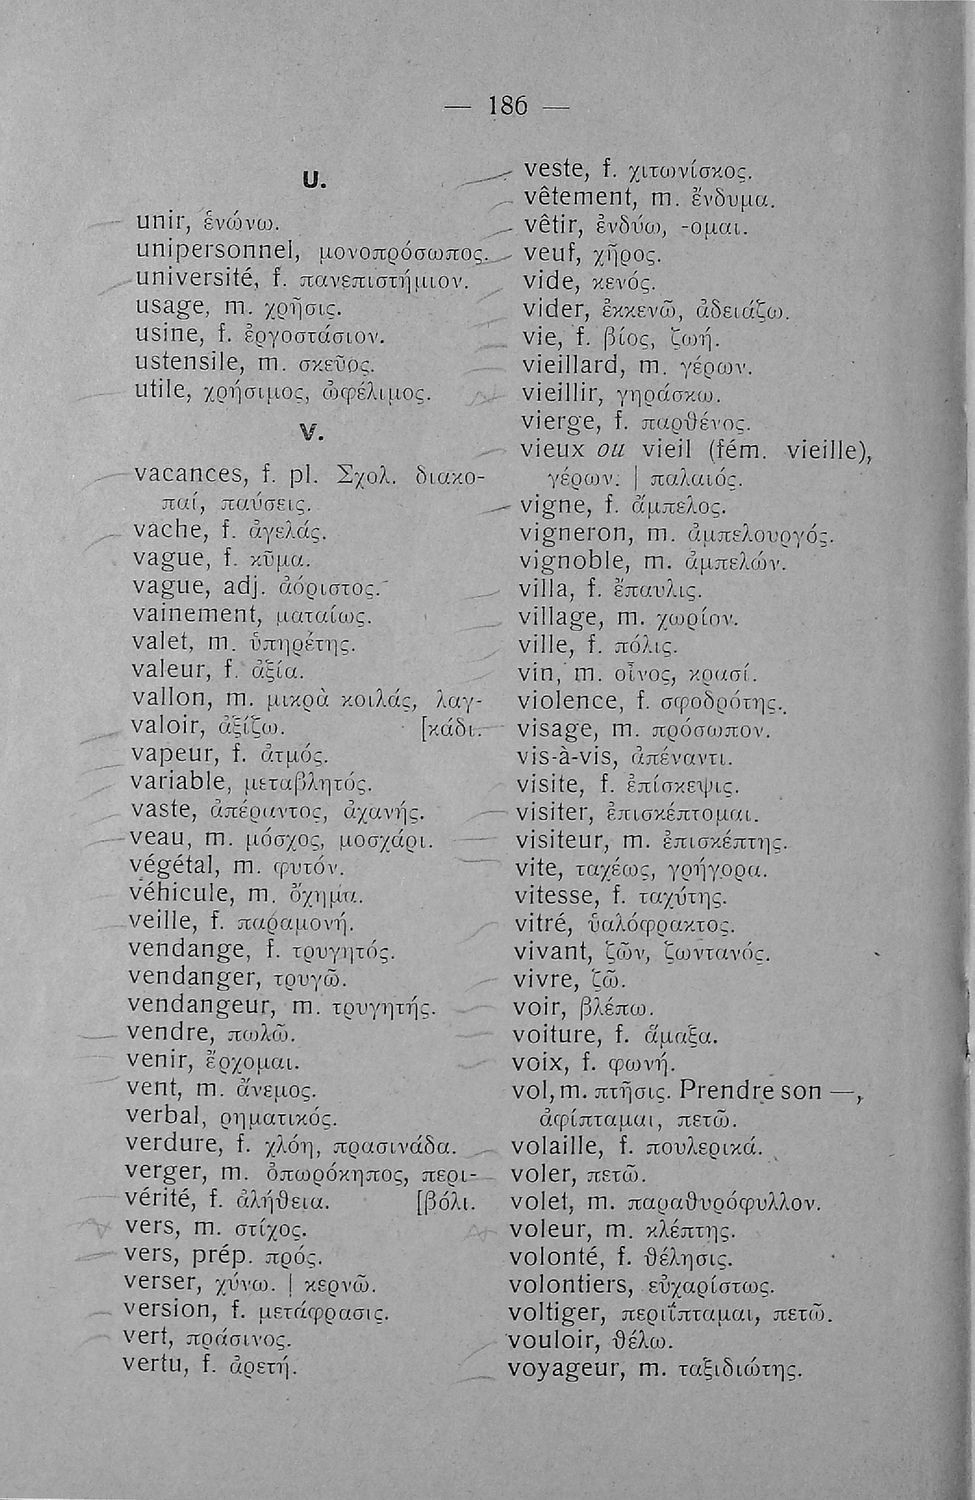 — 186 —
U.
unir, ἑνώνω.
unipersonnel, μονοπρόσωπος.
université, f. πανεπιστήμιον.
usage, m. χρῆσις.
usine, f. ἐργοστάσιον.
ustensile, m. σκεῦος.
utile, χρήσιμος, ὠφέλιμος.
V.
vacances, f. pl. Σχολ. διακο-
παί, παύσεις.
vache, f. ἀγελάς.
vague, f. κῦμα.
vague, adj. ἀόριστος.
vainement, ματαίως.
valet, m. ὑπηρέτης.
valeur, f. ἀξία.
vallon, m. μικρὰ κοιλάς, λαγ-
valoir, ἀξίζω. [κάδι.
vapeur, f. ἀτμός.
variable, μεταβλητός.
vaste, ἀπέραντος, ἀχανής.
veau, m. μόσχος, μοσχάρι.
végétal, m. φυτόν.
véhicule, m. ὄχημα.
veille, f. παραμονή.
vendange, f. τρυγητός.
vendanger, τρυγῶ.
vendangeur, m. τρυγητής.
vendre, πωλῶ.
venir, ἔρχομαι.
vent, m. ἄνεμος.
verbal, ρηματικός.
verdure, f. χλόη, πρασινάδα.
verger, m. ὀπωρόκηπος, περι-
vérité, f. ἀλήθεια. [βόλι.
vers, m. στίχος.
vers, prép. πρός.
verser, χύνω. | κερνῶ.
version, f. μετάφρασις.
vert, πράσινος.
vertu, f. ἀρετή.
veste, f. χιτωνίσκος.
vêtement, m. ἔνδυμα.
vêtir, ἐνδύω, -ομαι.
veuf, χῆρος.
vide, κενός.
vider, ἐκκενῶ, ἀδειάζω.
vie, f. βίος, ζωή.
vieillard, m. γέρων.
vieillir, γηράσκω.
vierge, f. παρθένος.
vieux ou vieil (fém. vieille),
γέρων. | παλαιός.
vigne, f. ἄμπελος.
vigneron, m. ἀμπελουργός.
vignoble, m. ἀμπελών.
villa, f. ἔπαυλις.
village, m. χωρίον.
ville, f. πόλις.
vin, m. οἶνος, κρασί.
violence, f. σφοδρότης.
visage, m. πρόσωπον.
vis-à-vis, ἀπέναντι.
visite, f. ἐπίσκεψις.
visiter, ἐπισκέπτομαι.
visiteur, m. ἐπισκέπτης.
vite, ταχέως, γρήγορα.
vitesse, f. ταχύτης.
vitré, ὑαλόφρακτος.
vivant, ζῶν, ζωντανός.
vivre, ζῶ.
voir, βλέπω.
voiture, f. ἅμαξα.
voix, f. φωνή.
vol, m. πτῆσις. Prendre son —,
ἀφίπταμαι, πετῶ.
volaille, f. πουλερικά.
voler, πετῶ.
volet, m. παραθυρόφυλλον.
voleur, m. κλέπτης.
volonté, f. θέλησις.
volontiers, εὐχαρίστως.
voltiger, περιΐπταμαι, πετῶ.
vouloir, θέλω.
voyageur, m. ταξιδιώτης.